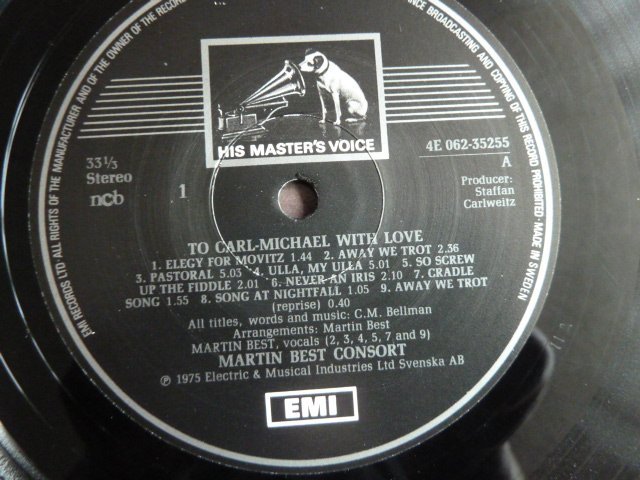 EMI RECORDS LTD·ALL RIGHTS OF THE MANUFACTURER AND OF THE OWNER OF THE RECOR
NCE BROADCASTING AND COPYING OF THIS RECORD PROHIBITED·MADE IN SWEDEN
HIS MASTER'S VOICE
33⅓
Stereo
ncb
1
4E 062-35255
A
Producer:
Staffan
Carlweitz
TO CARL-MICHAEL WITH LOVE
1. ELEGY FOR MOVITZ 1.44 2. AWAY WE TROT 2.36
3. PASTORAL 5.05 4. ULLA, MY ULLA 5.01 5. SO SCREW
UP THE FIDDLE 2.01 6. NEVER AN IRIS 2.10 7. CRADLE
SONG 1.55 8. SONG AT NIGHTFALL 1.05 9. AWAY WE TROT
(reprise) 0.40
All titles, words and music: C.M. Bellman
Arrangements: Martin Best
MARTIN BEST, vocals (2, 3, 4, 5, 7 and 9)
MARTIN BEST CONSORT
℗ 1975 Electric & Musical Industries Ltd Svenska AB
EMI